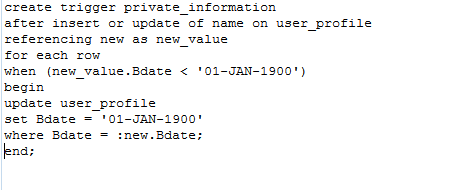 create trigger private_information
after insert or update of name on user_profile
referencing new as new_value
for each row
when (new_value.Bdate < '01-JAN-1900')
begin
update user_profile
set Bdate = '01-JAN-1900'
where Bdate = :new.Bdate;
end;